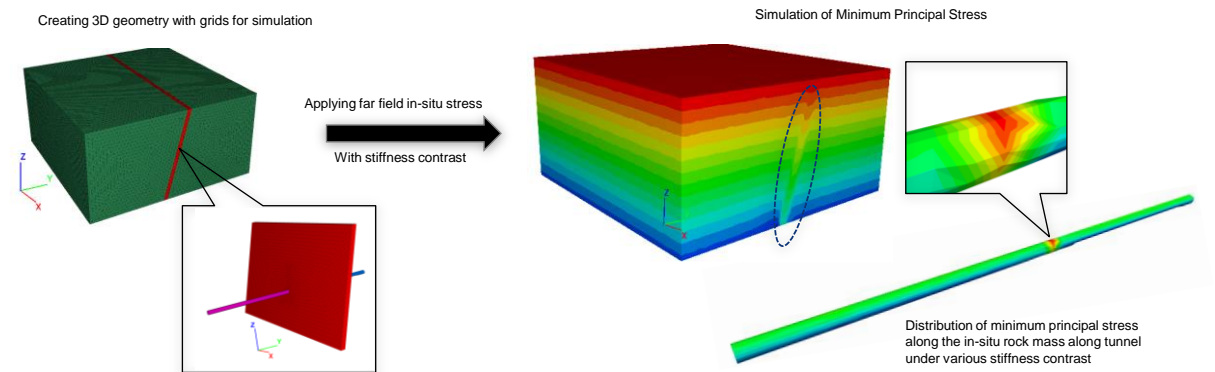 Creating 3D geometry with grids for simulation
Simulation of Minimum Principal Stress
Applying far field in-situ stress
With stiffness contrast
Z
Y
X
Z
Y
X
Z
X
Distribution of minimum principal stress
along the in-situ rock mass along tunnel
under various stiffness contrast